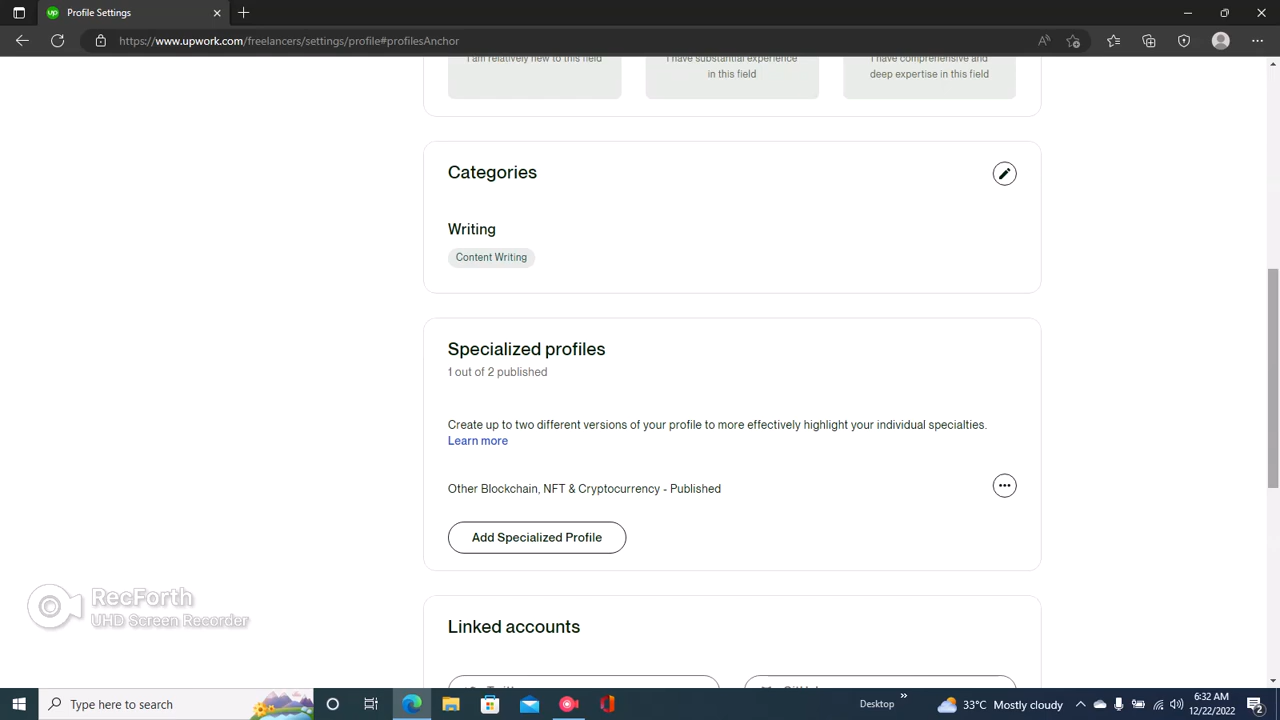 Profile Settings
https://www.upwork.com/freelancers/settings/profile#profilesAnchor
I am relatively new to this field
I have substantial experience
in this field
I have comprehensive and
deep expertise in this field
Categories
Writing
Content Writing
Specialized profiles
1 out of 2 published
Create up to two different versions of your profile to more effectively highlight your individual specialties.
Learn more
Other Blockchain, NFT & Cryptocurrency - Published
Add Specialized Profile
RecForth
UHD Screen Recorder
Linked accounts
Type here to search
Desktop
33°C Mostly cloudy
6:32 AM
12/22/2022
2